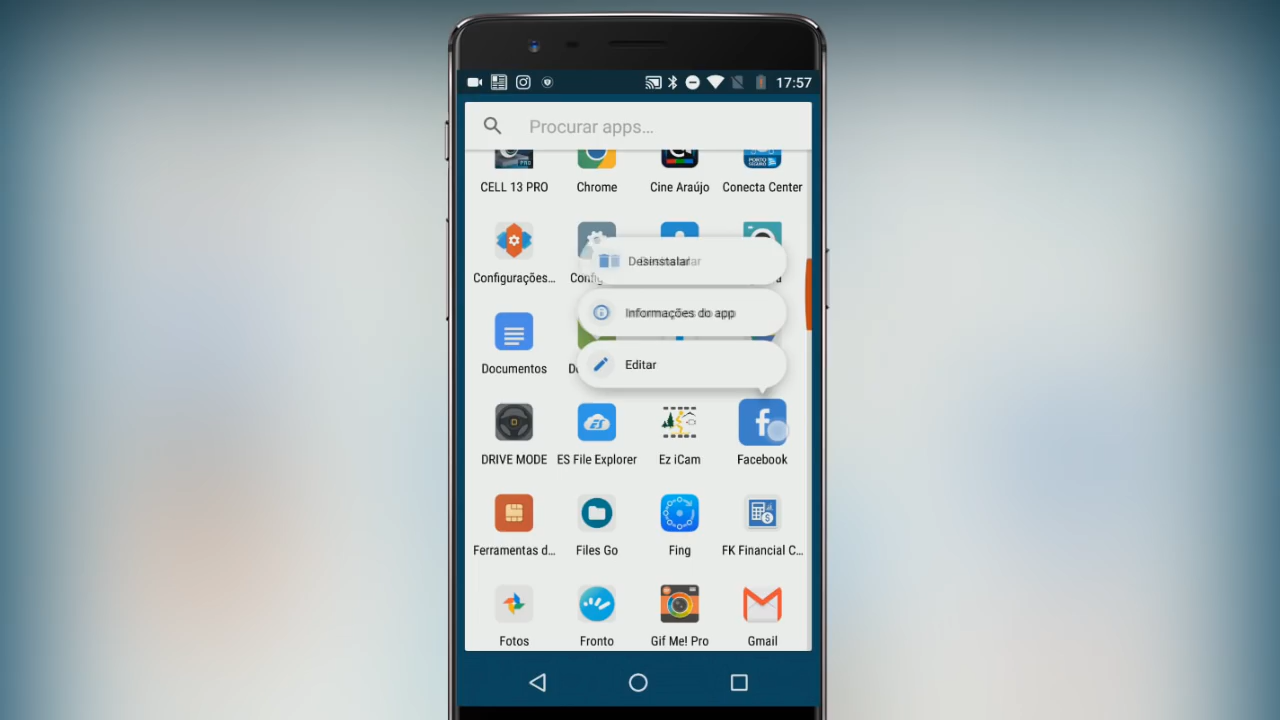 17:57
Procurar apps...
CELL 13 PRO Chrome Cine Araújo Conecta Center
Desinstalar
Configurações...
Informações do app
Documentos
Editar
DRIVE MODE ES File Explorer Ez iCam Facebook
Ferramentas d... Files Go Fing FK Financial C...
Fotos Fronto Gif Me! Pro Gmail